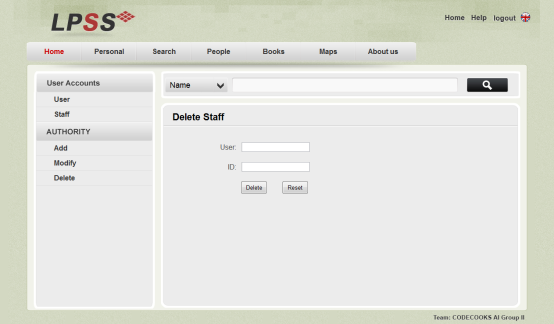 LPSS
Home Help logout
Home Personal Search People Books Maps About us
User Accounts
User
Staff
AUTHORITY
Add
Modify
Delete
Name
Delete Staff
User:
ID:
Delete Reset
Team: CODECOOKS AI Group II